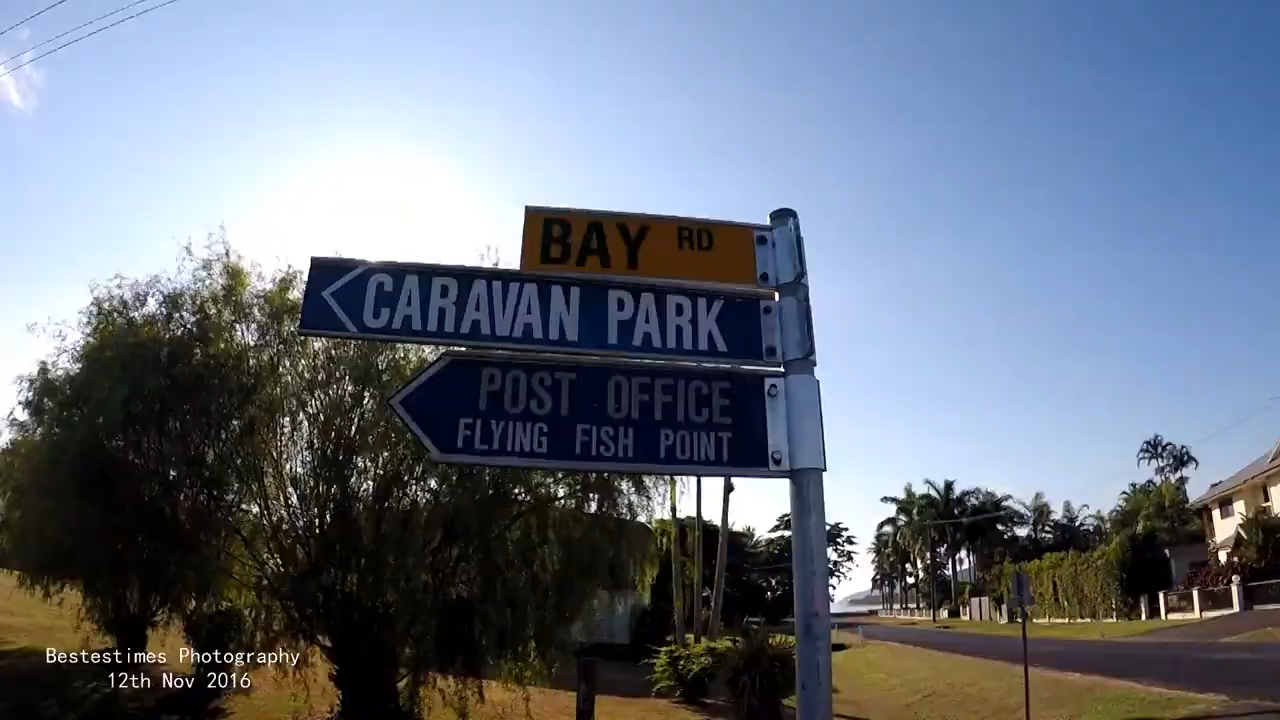 BAY RD
CARAVAN PARK
POST OFFICE
FLYING FISH POINT
Bestestimes Photography
12th Nov 2016